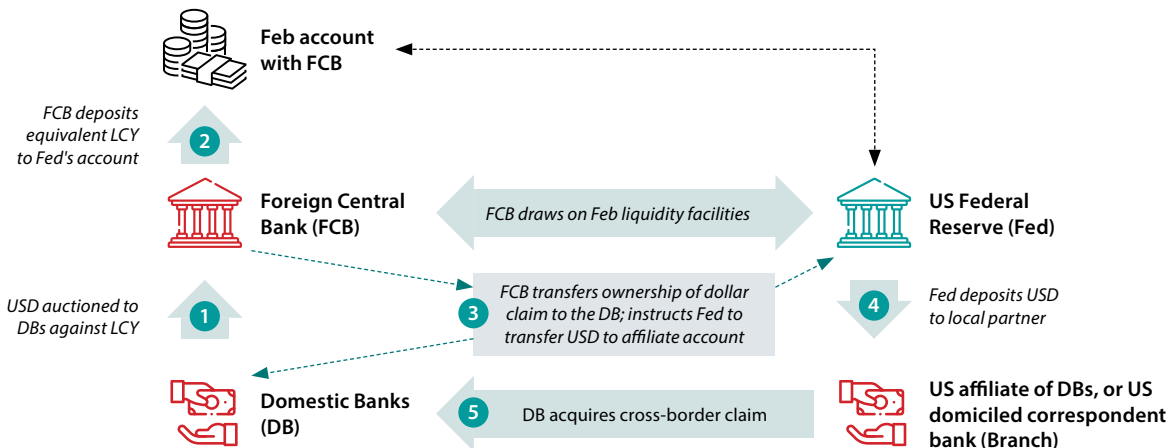 Feb account
with FCB
FCB deposits
equivalent LCY
to Fed's account
2
Foreign Central
Bank (FCB)
FCB draws on Feb liquidity facilities
US Federal
Reserve (Fed)
USD auctioned to
DBs against LCY
1
3
FCB transfers ownership of dollar
claim to the DB; instructs Fed to
transfer USD to affiliate account
4
Fed deposits USD
to local partner
Domestic Banks
(DB)
5
DB acquires cross-border claim
US affiliate of DBs, or US
domiciled correspondent
bank (Branch)